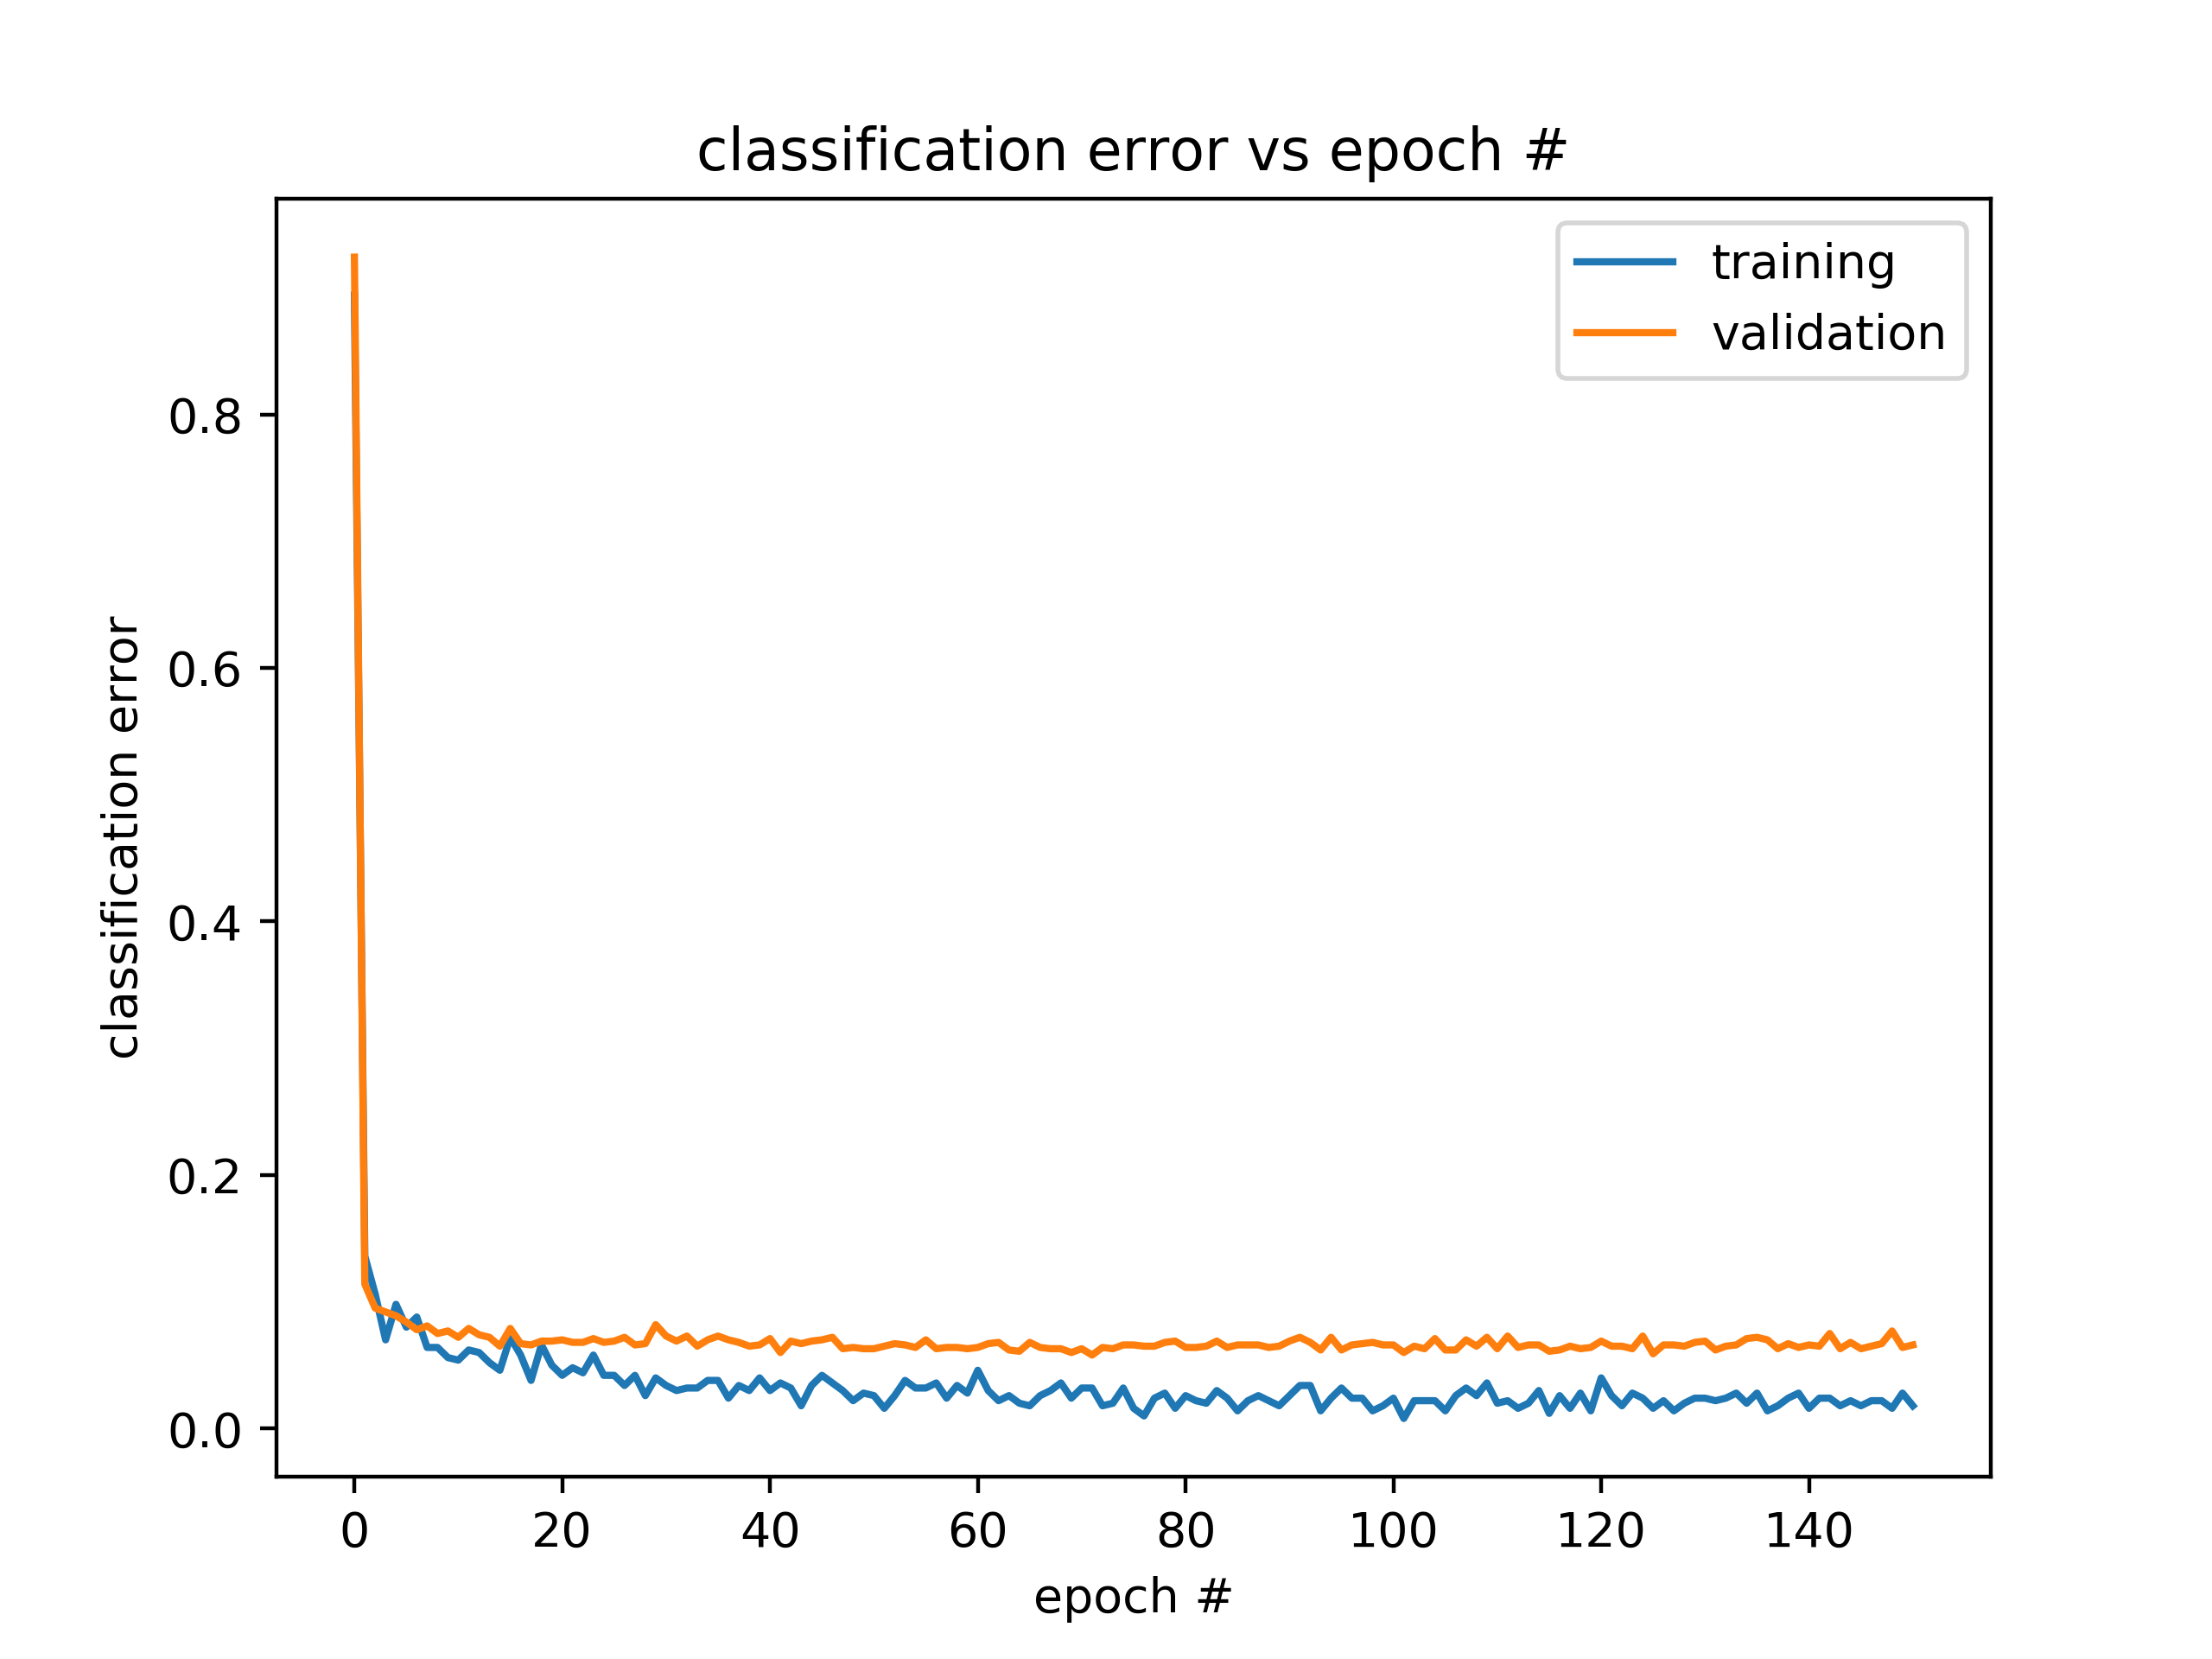 classification error vs epoch #
training
validation
classification error
0.8
0.6
0.4
0.2
0.0
0 20 40 60 80 100 120 140
epoch #